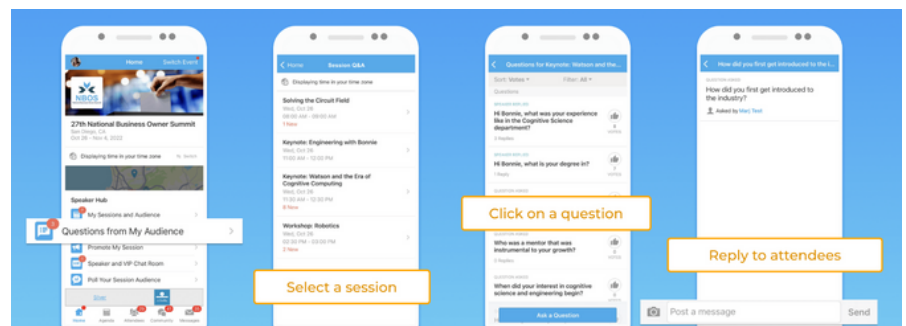 Home
Switch Event
NBOS
27th National Business Owner Summit
San Diego, CA
Oct 28 - Nov 4, 2022
Displaying time in your time zone
Speaker Hub
My Sessions and Audience
Questions from My Audience
Promote My Session
Speaker and VIP Chat Room
Poll Your Session Audience
Home
Agenda
Attendees
Community
Messages
Home
Session Q&A
Displaying time in your time zone
Solving the Circuit Field
Wed, Oct 26
08:00 AM - 09:00 AM
1 New
Keynote: Engineering with Bonnie
Wed, Oct 26
11:00 AM - 12:00 PM
Keynote: Watson and the Era of
Cognitive Computing
Wed, Oct 26
11:30 AM - 12:30 PM
8 New
Workshop: Robotics
Wed, Oct 26
02:30 PM - 03:30 PM
2 New
Select a session
Questions for Keynote: Watson and the...
Sort: Votes
Filter: All
Questions
SPEAKER REPLIED
Hi Bonnie, what was your experience
like in the Cognitive Science
department?
VOTES
3 Replies
SPEAKER REPLIED
Hi Bonnie, what is your degree in?
1 Reply
VOTES
QUESTION ASKED
Click on a question
QUESTION ASKED
Who was a mentor that was
instrumental to your growth?
VOTES
QUESTION ASKED
When did your interest in cognitive
science and engineering begin?
Ask a Question
How did you first get introduced to the i...
QUESTION ASKED
How did you first get introduced to
the industry?
Asked by Marj Test
Reply to attendees
Post a message
Send